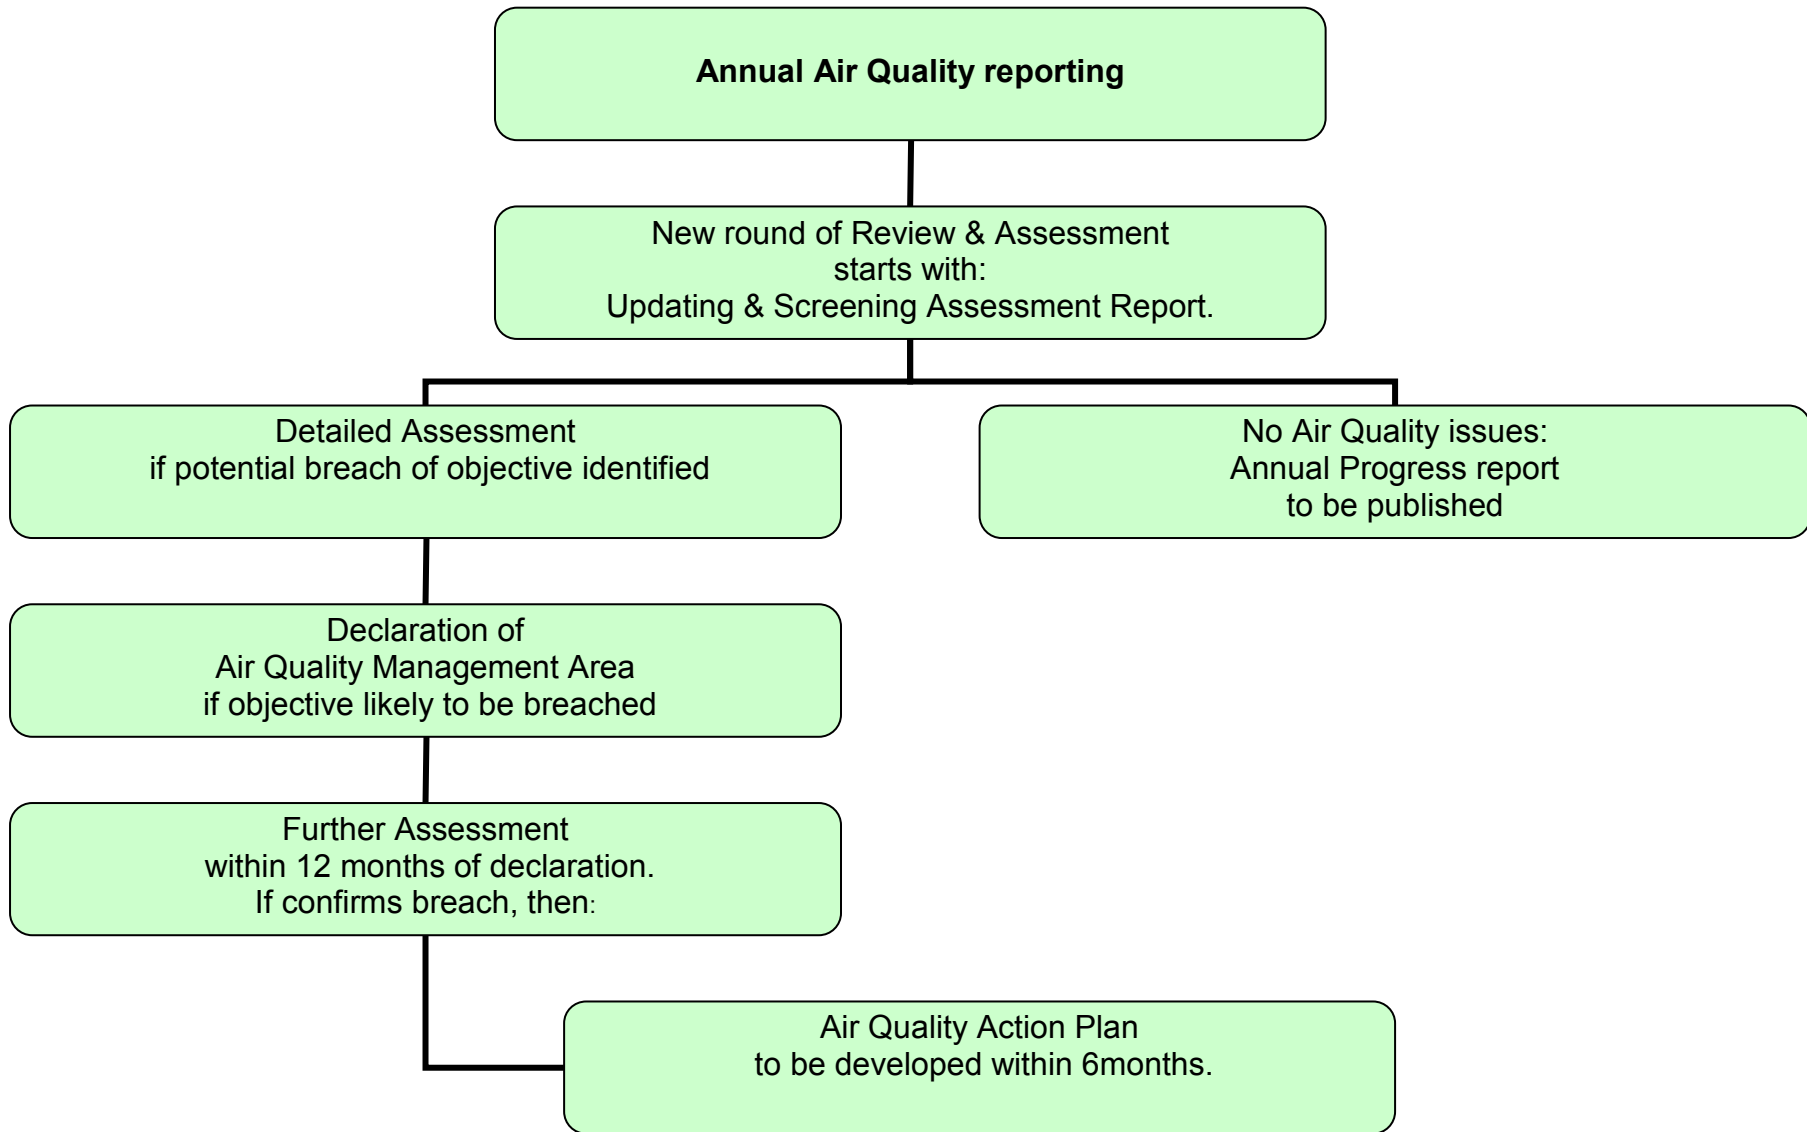 Annual Air Quality reporting
New round of Review & Assessment
starts with:
Updating & Screening Assessment Report.
Detailed Assessment
if potential breach of objective identified
No Air Quality issues:
Annual Progress report
to be published
Declaration of
Air Quality Management Area
if objective likely to be breached
Further Assessment
within 12 months of declaration.
If confirms breach, then:
Air Quality Action Plan
to be developed within 6months.